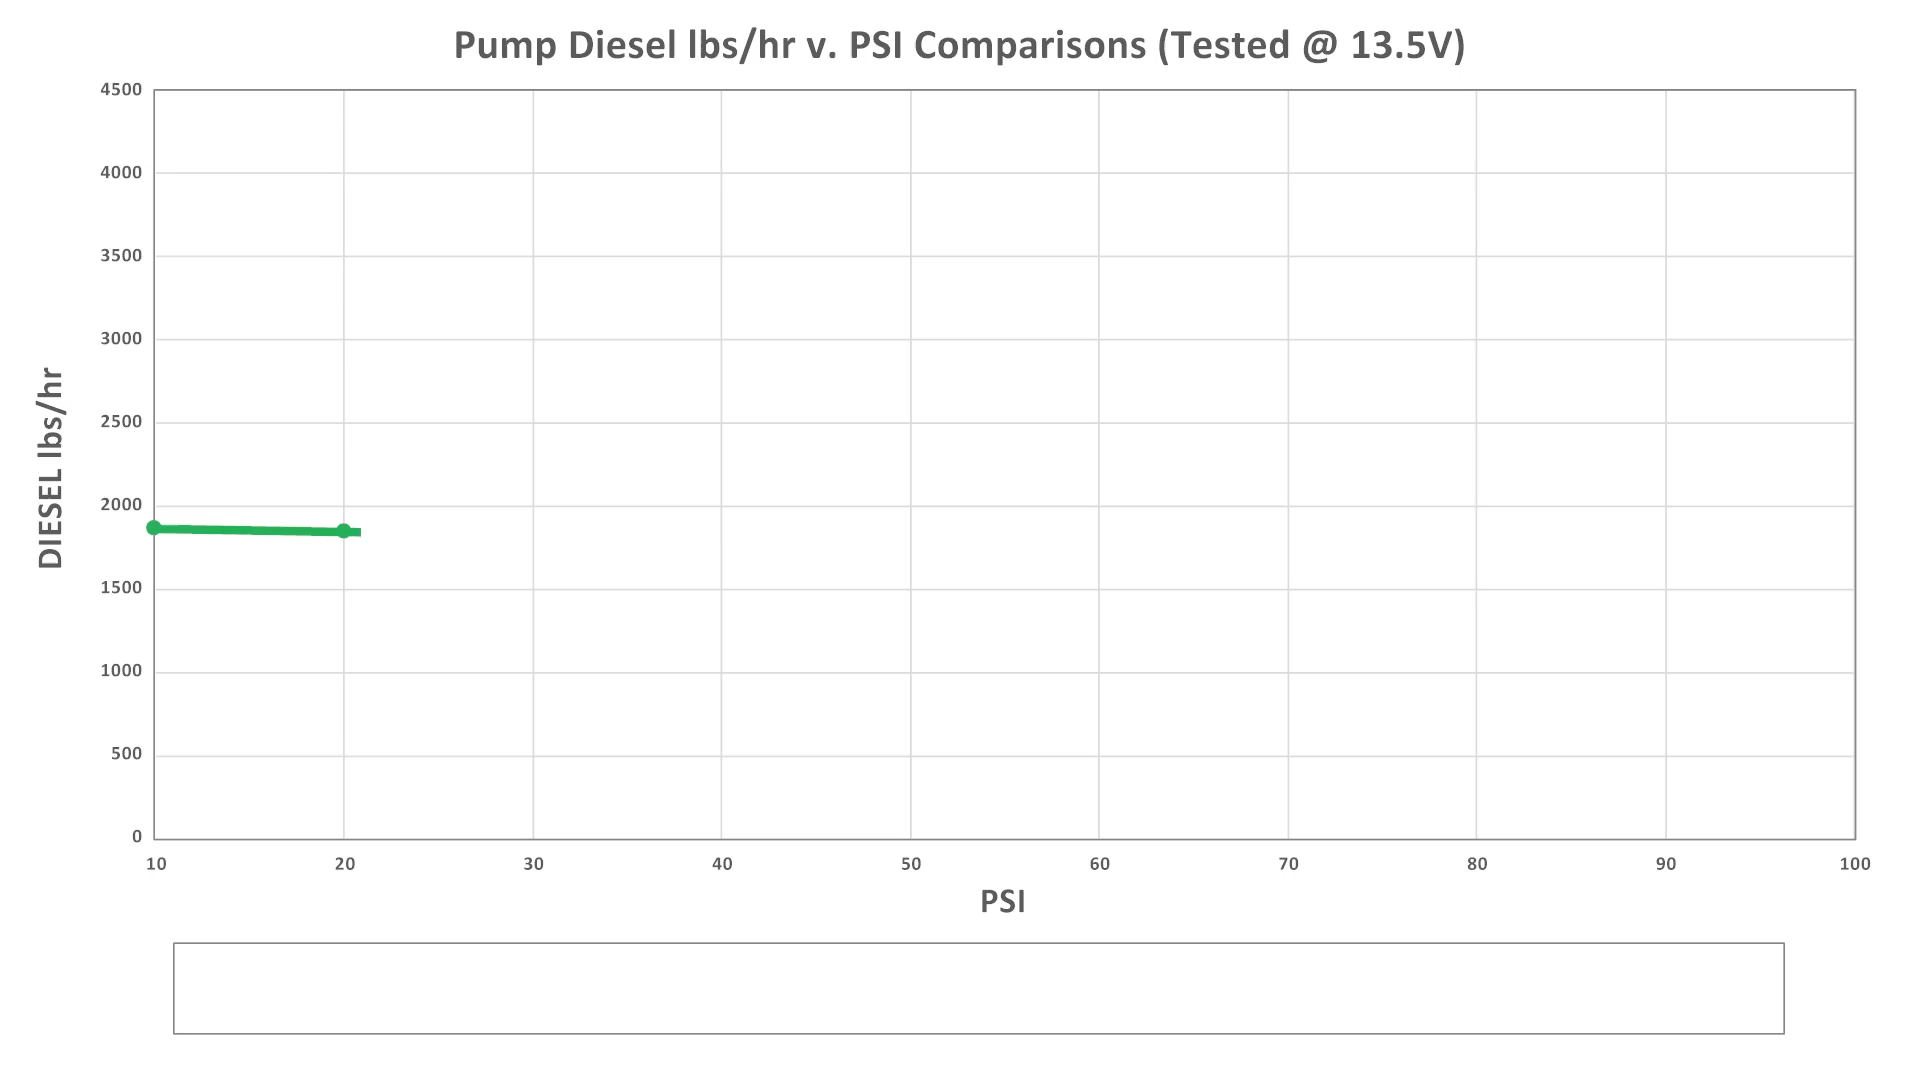 Pump Diesel lbs/hr v. PSI Comparisons (Tested @ 13.5V)
4500
4000
3500
3000
2500
2000
1500
1000
500
0
DIESEL lbs/hr
10 20 30 40 50 60 70 80 90 100
PSI